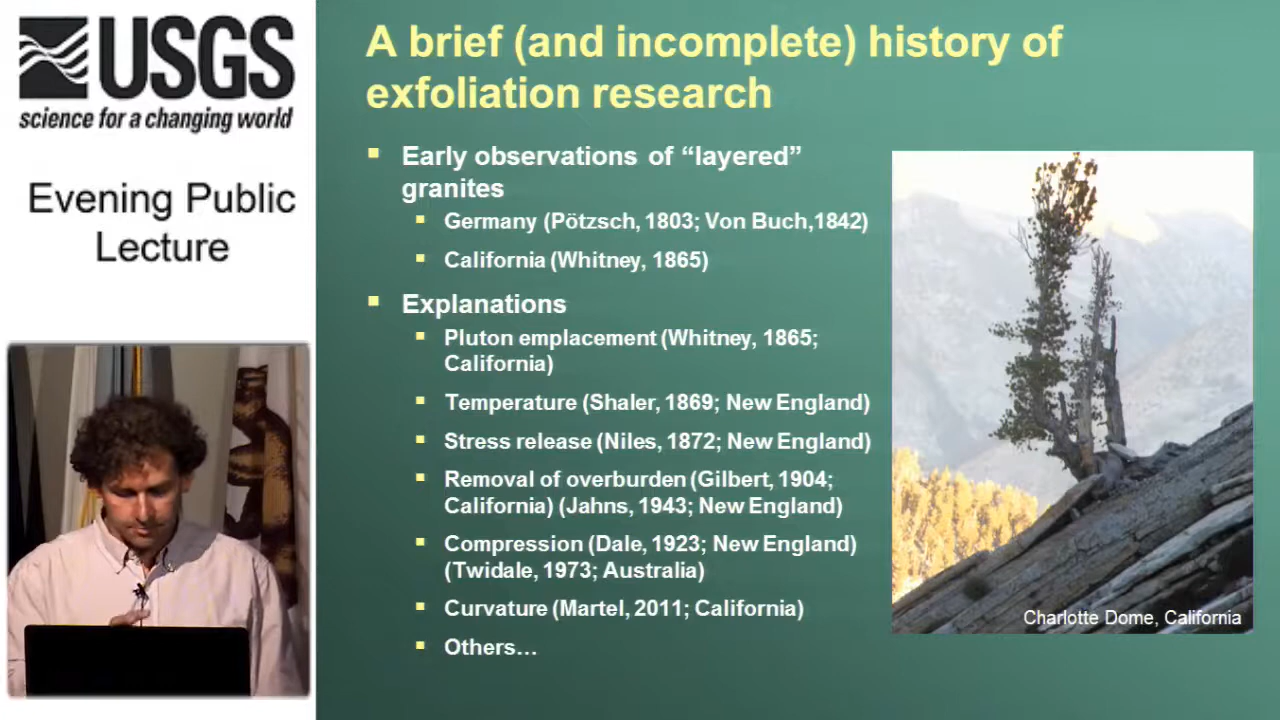 USGS
science for a changing world
Evening Public
Lecture
A brief (and incomplete) history of
exfoliation research
Early observations of “layered”
granites
Germany (Pötzsch, 1803; Von Buch,1842)
California (Whitney, 1865)
Explanations
Pluton emplacement (Whitney, 1865;
California)
Temperature (Shaler, 1869; New England)
Stress release (Niles, 1872; New England)
Removal of overburden (Gilbert, 1904;
California) (Jahns, 1943; New England)
Compression (Dale, 1923; New England)
(Twidale, 1973; Australia)
Curvature (Martel, 2011; California)
Others…
Charlotte Dome, California